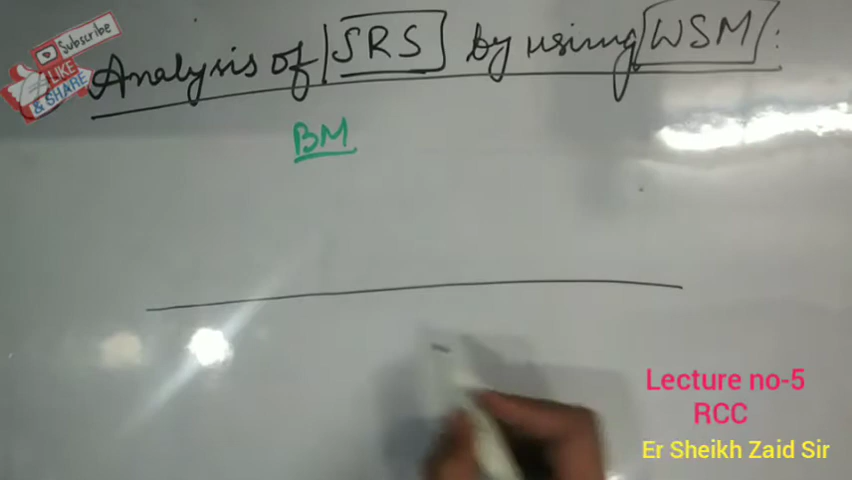 Analysis of SRS by using WSM:
BM
Subscribe
LIKE
& SHARE
Lecture no-5
RCC
Er Sheikh Zaid Sir